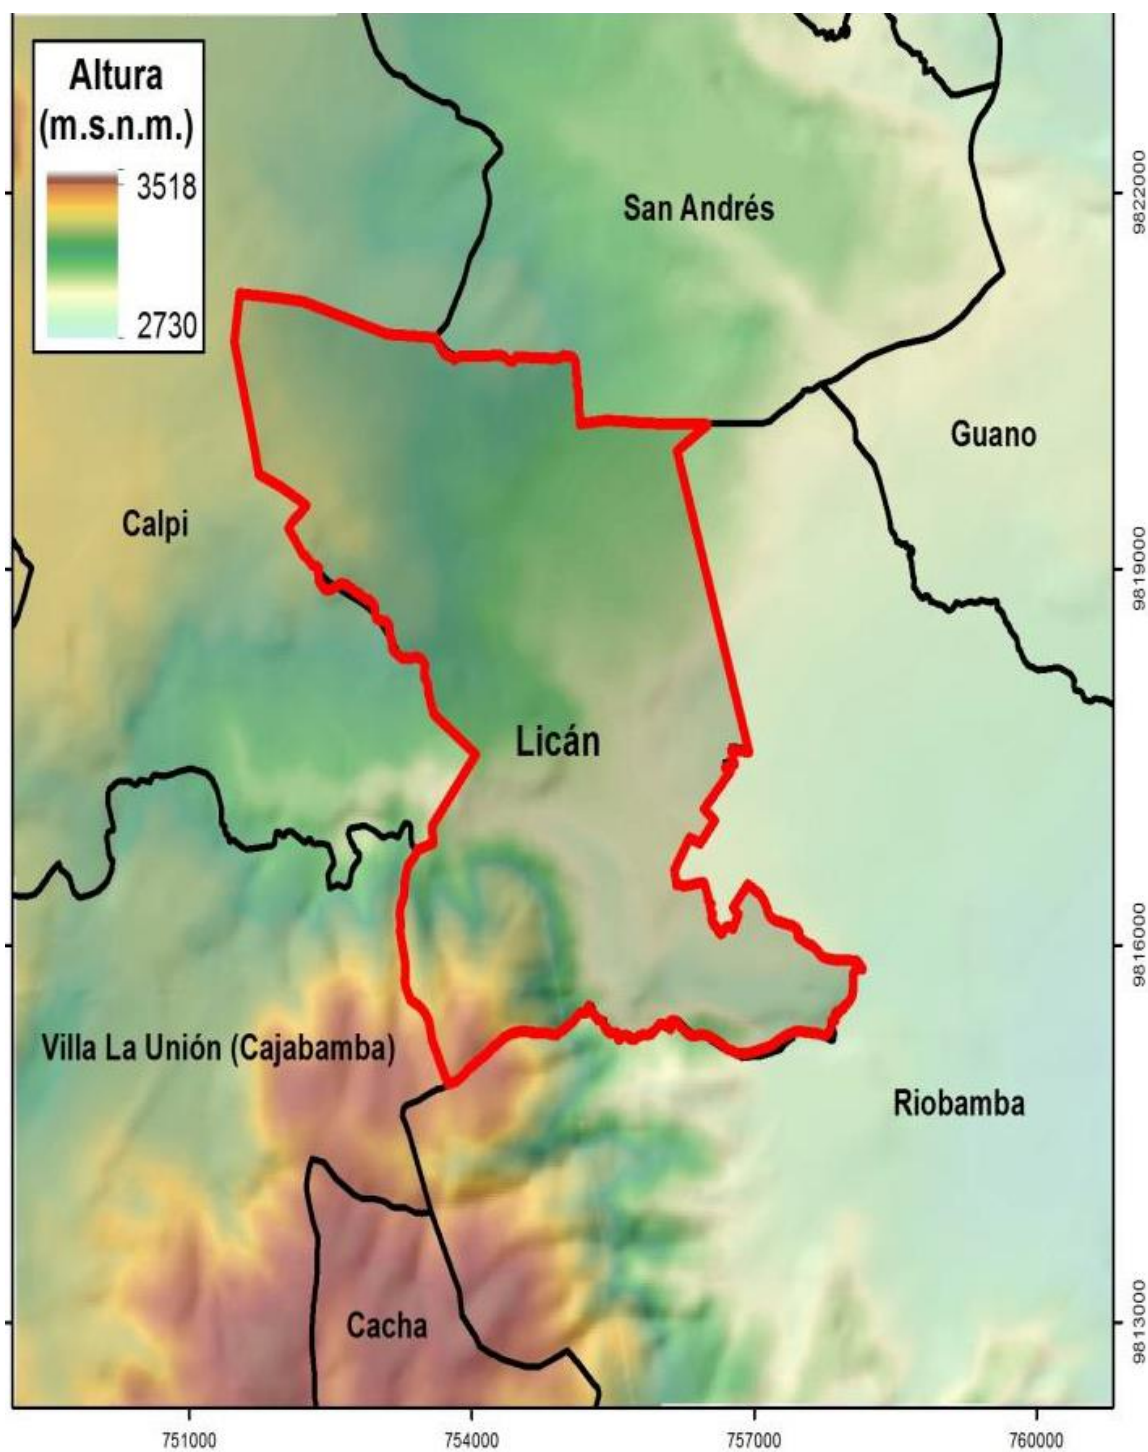 Altura
(m.s.n.m.)
3518
2730
San Andrés
Guano
Calpi
Licán
Villa La Unión (Cajabamba)
Riobamba
Cacha
9822000
9819000
9816000
9813000
751000
754000
757000
760000